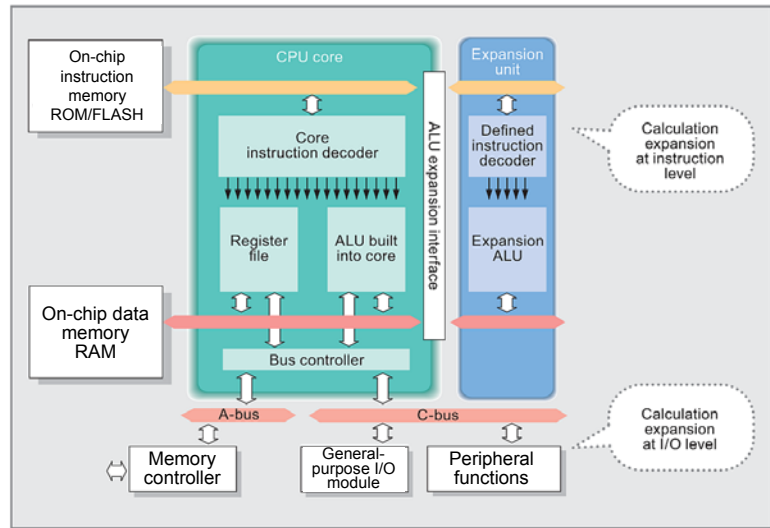 On-chip
instruction
memory
ROM/FLASH
CPU core
Expansion
unit
Core
instruction decoder
ALU expansion interface
Defined
instruction
decoder
Calculation
expansion
at instruction
level
Register
file
ALU built
into core
Expansion
ALU
On-chip data
memory
RAM
Bus controller
A-bus
C-bus
Calculation
expansion
at I/O level
Memory
controller
General-
purpose I/O
module
Peripheral
functions